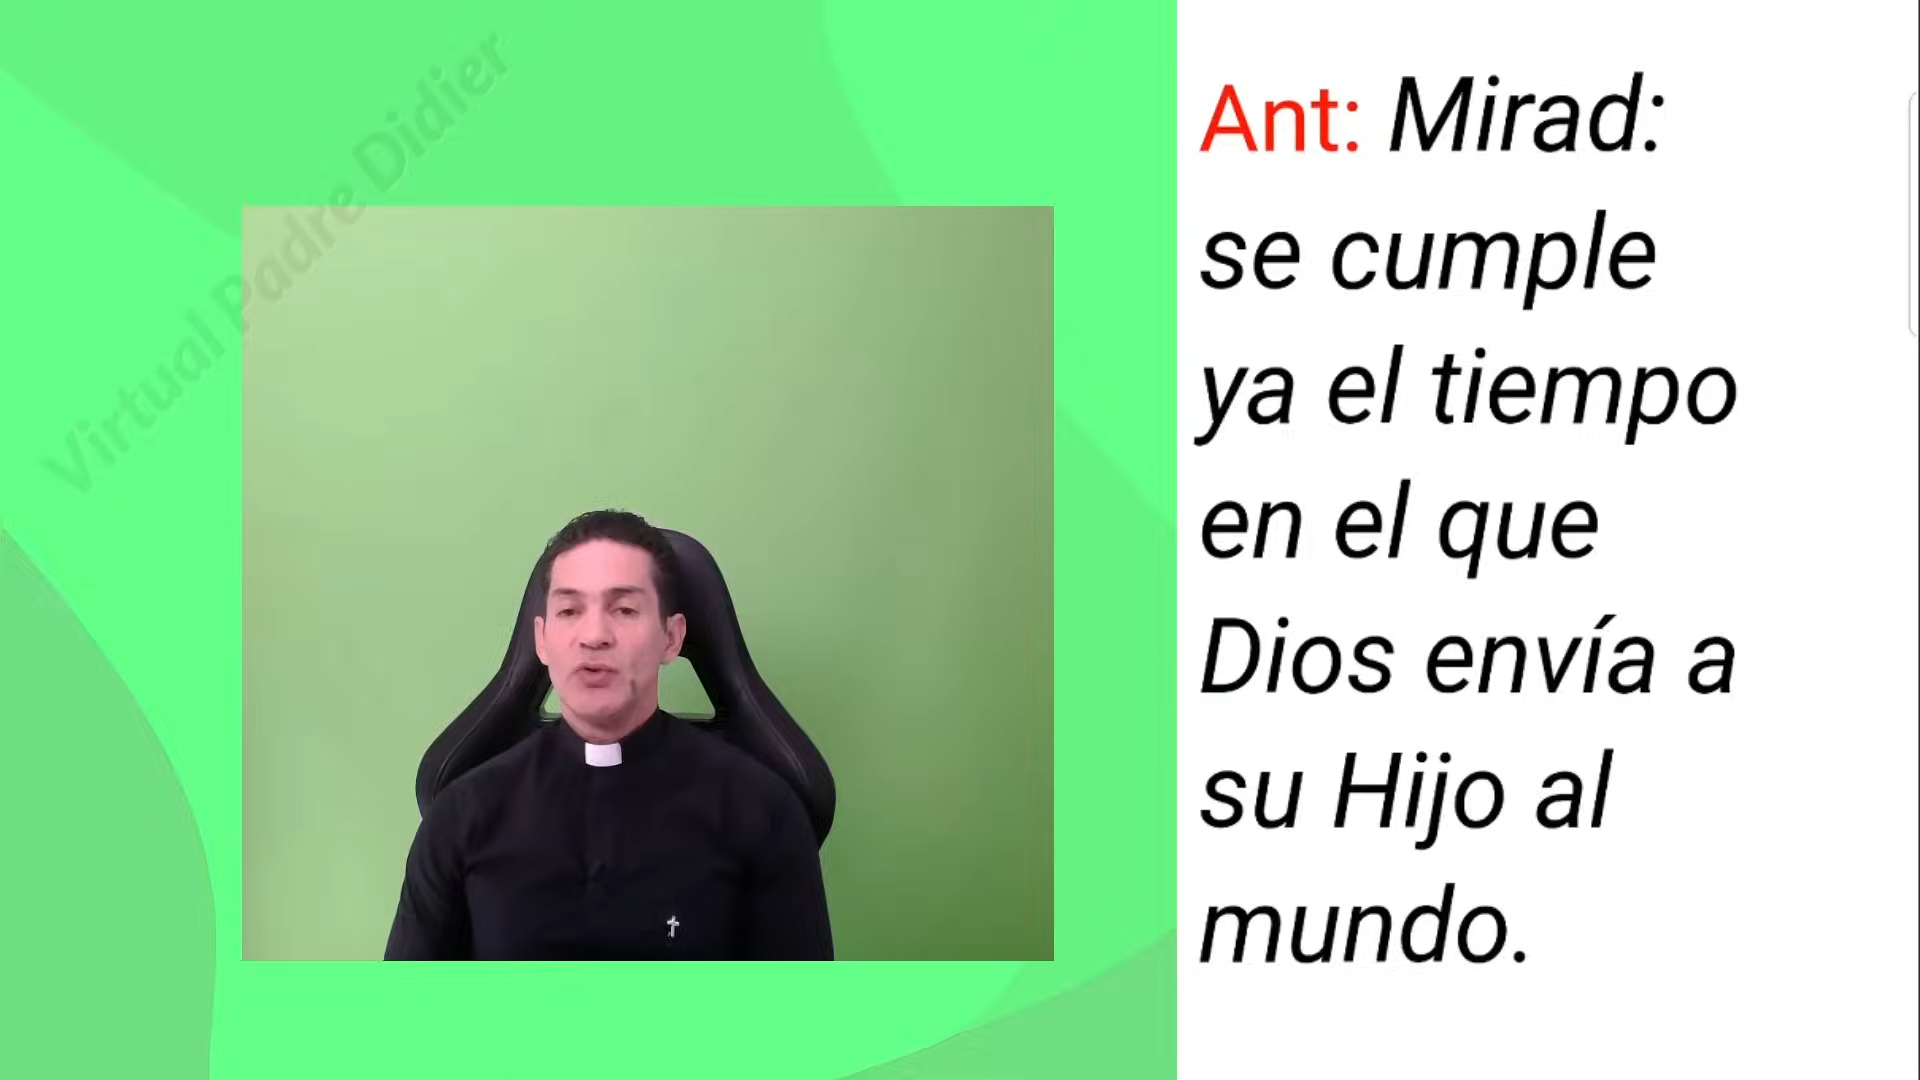 Virtual Padre Didier
Ant: Mirad:
se cumple
ya el tiempo
en el que
Dios envía a
su Hijo al
mundo.